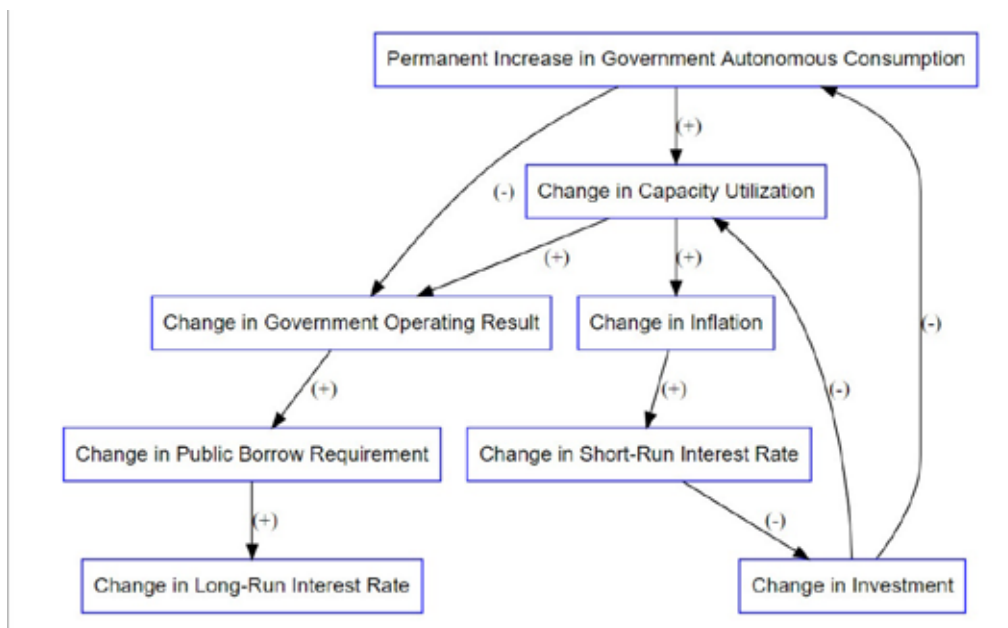 Permanent Increase in Government Autonomous Consumption
(+)
(-)
Change in Capacity Utilization
(+)
(+)
Change in Government Operating Result
Change in Inflation
(-)
(+)
(+)
(-)
Change in Public Borrow Requirement
Change in Short-Run Interest Rate
(+)
(-)
Change in Long-Run Interest Rate
Change in Investment